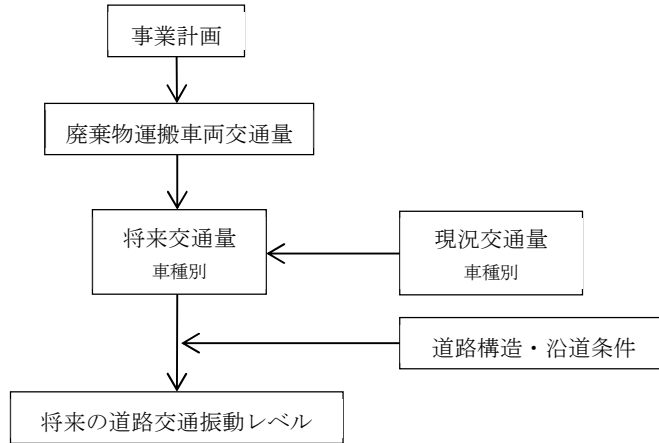 事業計画
廃棄物運搬車両交通量
将来交通量
車種別
現況交通量
車種別
道路構造・沿道条件
将来の道路交通振動レベル